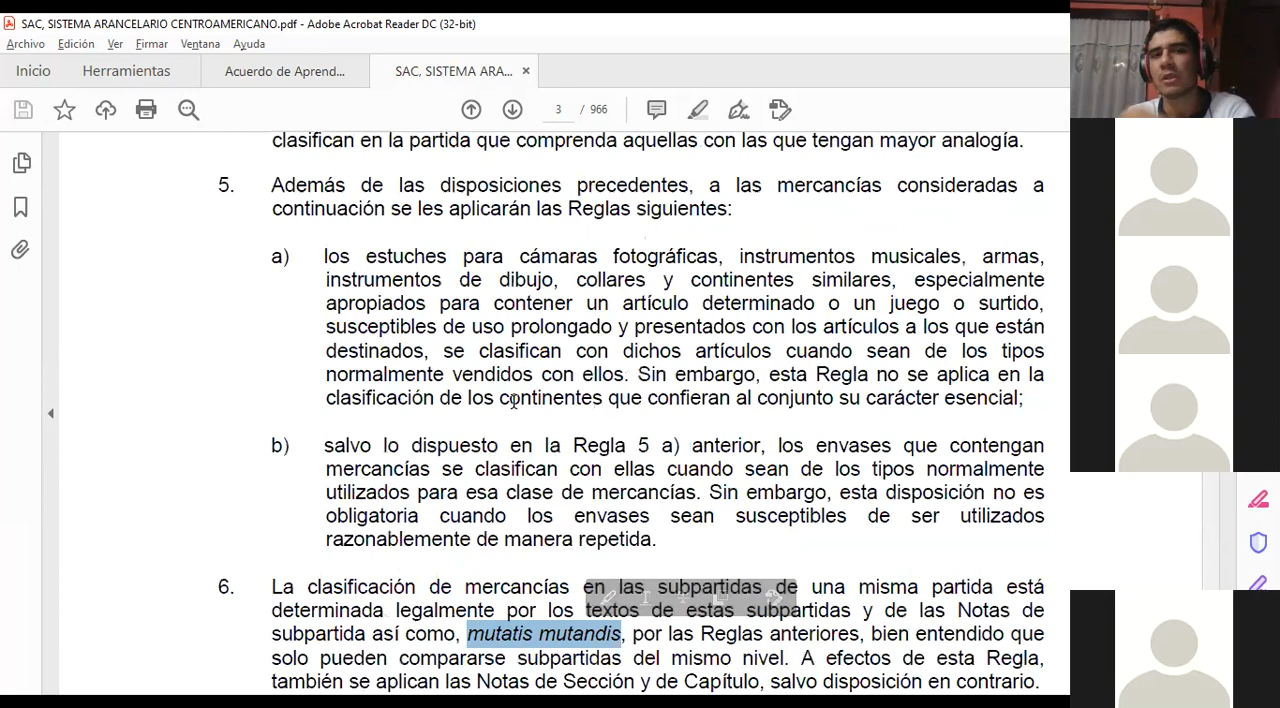 SAC, SISTEMA ARANCELARIO CENTROAMERICANO.pdf - Adobe Acrobat Reader DC (32-bit)
Archivo Edición Ver Firmar Ventana Ayuda
Inicio Herramientas Acuerdo de Aprend... SAC, SISTEMA ARA... ×
3 / 966
clasifican en la partida que comprenda aquellas con las que tengan mayor analogía.
5. Además de las disposiciones precedentes, a las mercancías consideradas a
continuación se les aplicarán las Reglas siguientes:
a) los estuches para cámaras fotográficas, instrumentos musicales, armas,
instrumentos de dibujo, collares y continentes similares, especialmente
apropiados para contener un artículo determinado o un juego o surtido,
susceptibles de uso prolongado y presentados con los artículos a los que están
destinados, se clasifican con dichos artículos cuando sean de los tipos
normalmente vendidos con ellos. Sin embargo, esta Regla no se aplica en la
clasificación de los continentes que confieran al conjunto su carácter esencial;
b) salvo lo dispuesto en la Regla 5 a) anterior, los envases que contengan
mercancías se clasifican con ellas cuando sean de los tipos normalmente
utilizados para esa clase de mercancías. Sin embargo, esta disposición no es
obligatoria cuando los envases sean susceptibles de ser utilizados
razonablemente de manera repetida.
6. La clasificación de mercancías en las subpartidas de una misma partida está
determinada legalmente por los textos de estas subpartidas y de las Notas de
subpartida así como, mutatis mutandis, por las Reglas anteriores, bien entendido que
solo pueden compararse subpartidas del mismo nivel. A efectos de esta Regla,
también se aplican las Notas de Sección y de Capítulo, salvo disposición en contrario.